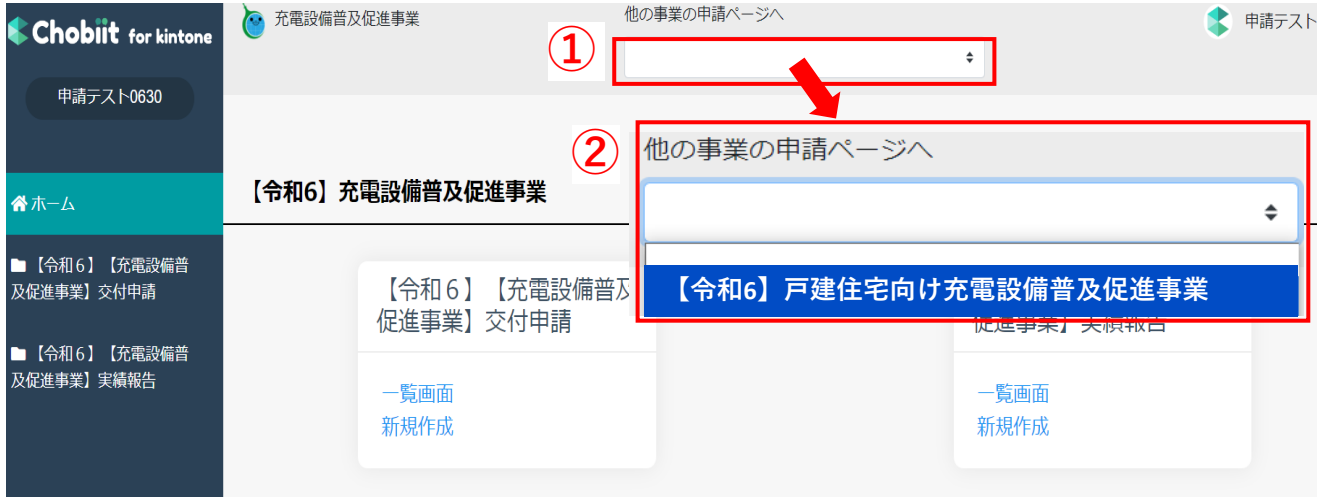 Chobiit for kintone
申請テスト0630
ホーム
【令和６】【充電設備普
及促進事業】交付申請
【令和６】【充電設備普
及促進事業】実績報告
充電設備普及促進事業
他の事業の申請ページへ
申請テスト
①
②
他の事業の申請ページへ
【令和6】戸建住宅向け充電設備普及促進事業
【令和6】充電設備普及促進事業
【令和６】【充電設備普及
促進事業】交付申請
一覧画面
新規作成
促進事業】実績報告
一覧画面
新規作成